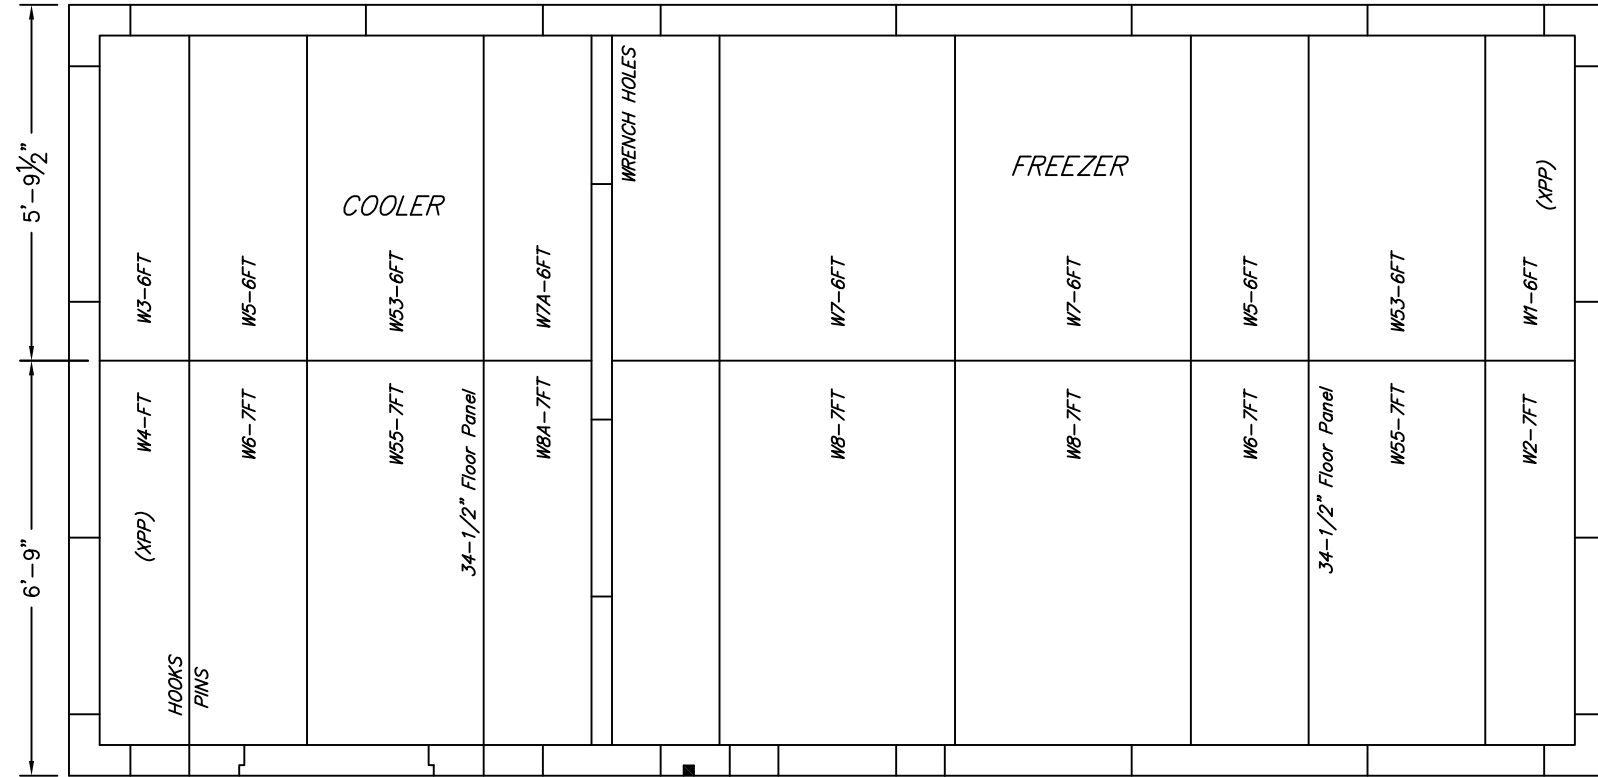 5'-9½"
WRENCH HOLES
FREEZER
(XPP)
COOLER
W3-6FT
W5-6FT
W53-6FT
W7A-6FT
W7-6FT
W7-6FT
W5-6FT
W53-6FT
W1-6FT
W4-FT
W6-7FT
W55-7FT
34-1/2" Floor Panel
W8A-7FT
W8-7FT
W8-7FT
W6-7FT
34-1/2" Floor Panel
W55-7FT
W2-7FT
(XPP)
6'-9"
HOOKS
PINS